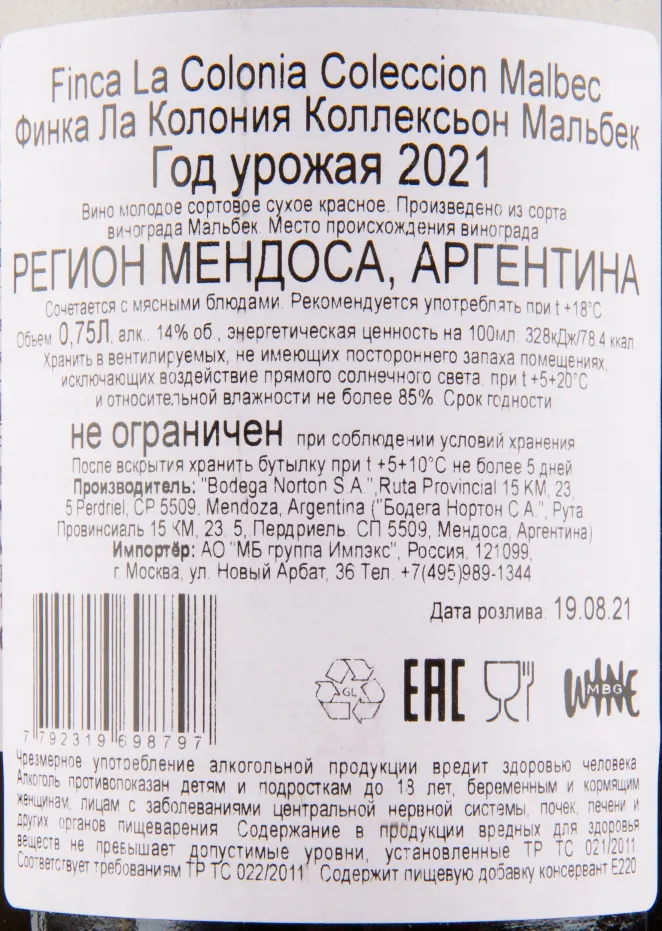 Finca La Colonia Coleccion Malbec
Финка Ла Колония Коллексьон Мальбек
Год урожая 2021
Вино молодое сортовое сухое красное. Произведено из сорта
винограда Мальбек. Место происхождения винограда
РЕГИОН МЕНДОСА, АРГЕНТИНА
Сочетается с мясными блюдами. Рекомендуется употреблять при t +18°C
Объем 0,75Л, алк.. 14% об., энергетическая ценность на 100мл: 328кДж/78.4 ккал
Хранить в вентилируемых, не имеющих постороннего запаха помещениях,
исключающих воздействие прямого солнечного света, при t +5+20°C
и относительной влажности не более 85%. Срок годности
не ограничен при соблюдении условий хранения
После вскрытия хранить бутылку при t +5+10°C не более 5 дней
Производитель: "Bodega Norton S.A.",Ruta Provincial 15 KM, 23,
5 Perdriel, CP 5509, Mendoza, Argentina ("Бодега Нортон С.А.", Рута
Провинсиаль 15 КМ, 23, 5, Пердриель. СП 5509, Мендоса, Аргентина)
Импортёр: АО "МБ группа Импэкс", Россия, 121099,
г. Москва, ул. Новый Арбат, 36 Тел. +7(495)989-1344
Дата розлива: 19.08.21
GL
EAC
WINE
MBG
7 792319 698797
Чрезмерное употребление алкогольной продукции вредит здоровью человека
Алкоголь противопоказан детям и подросткам до 18 лет, беременным и кормящим
женщинам, лицам с заболеваниями центральной нервной системы, почек, печени и
других органов пищеварения. Содержание в продукции вредных для здоровья
веществ не превышает допустимые уровни, установленные ТР ТС 021/2011.
Соответствует требованиям ТР ТС 022/2011. Содержит пищевую добавку консервант Е220